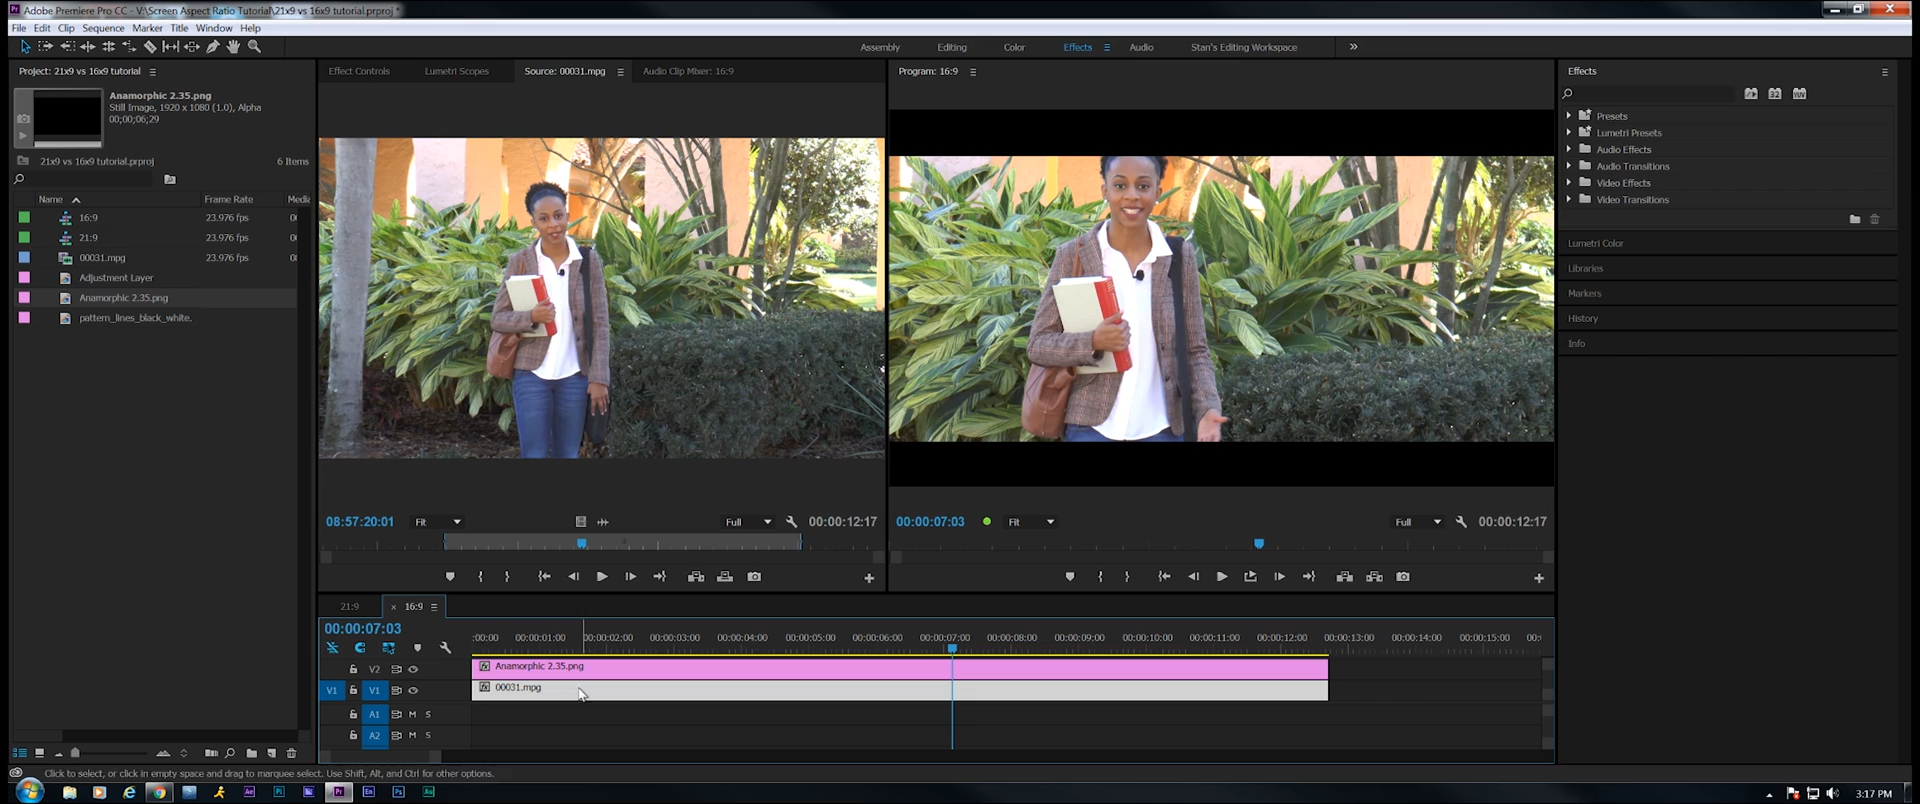 Adobe Premiere Pro CC - V:\Screen Aspect Ratio Tutorial\21x9 vs 16x9 tutorial.prproj *
File Edit Clip Sequence Marker Title Window Help
Assembly Editing Color Effects Audio Stan's Editing Workspace
Project: 21x9 vs 16x9 tutorial
Anamorphic 2.35.png
Still Image, 1920 x 1080 (1.0), Alpha
00;00;06;29
21x9 vs 16x9 tutorial.prproj 6 Items
Name Frame Rate Media
16:9 23.976 fps
21:9 23.976 fps
00031.mpg 23.976 fps
Adjustment Layer
Anamorphic 2.35.png
pattern_lines_black_white.
Effect Controls Lumetri Scopes Source: 00031.mpg Audio Clip Mixer: 16:9
08:57:20:01 Fit Full 00:00:12:17
Program: 16:9
00:00:07:03 Fit Full 00:00:12:17
Effects
Presets
Lumetri Presets
Audio Effects
Audio Transitions
Video Effects
Video Transitions
Lumetri Color
Libraries
Markers
History
Info
21:9 × 16:9
00:00:07:03
:00:00 00:00:01:00 00:00:02:00 00:00:03:00 00:00:04:00 00:00:05:00 00:00:06:00 00:00:07:00 00:00:08:00 00:00:09:00 00:00:10:00 00:00:11:00 00:00:12:00 00:00:13:00 00:00:14:00 00:00:15:00 00:
V2 Anamorphic 2.35.png
V1 V1 00031.mpg
A1 M S
A2 M S
Click to select, or click in empty space and drag to marquee select. Use Shift, Alt, and Ctrl for other options.
Ae Pl Pr En Ps Au
3:17 PM